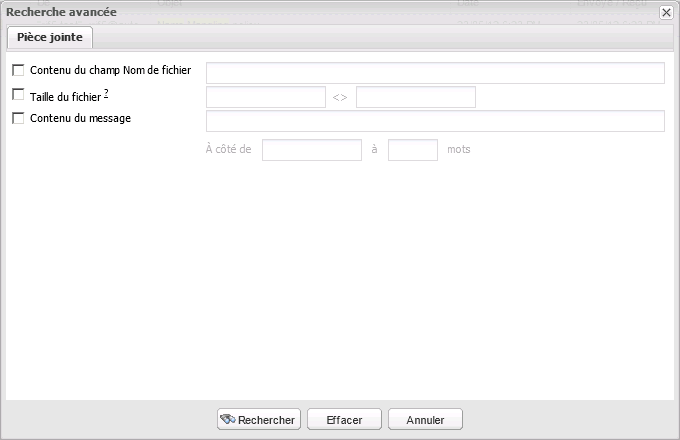 Recherche avancée
Pièce jointe
Contenu du champ Nom de fichier
Taille du fichier ? <>
Contenu du message
À côté de à mots
Rechercher Effacer Annuler